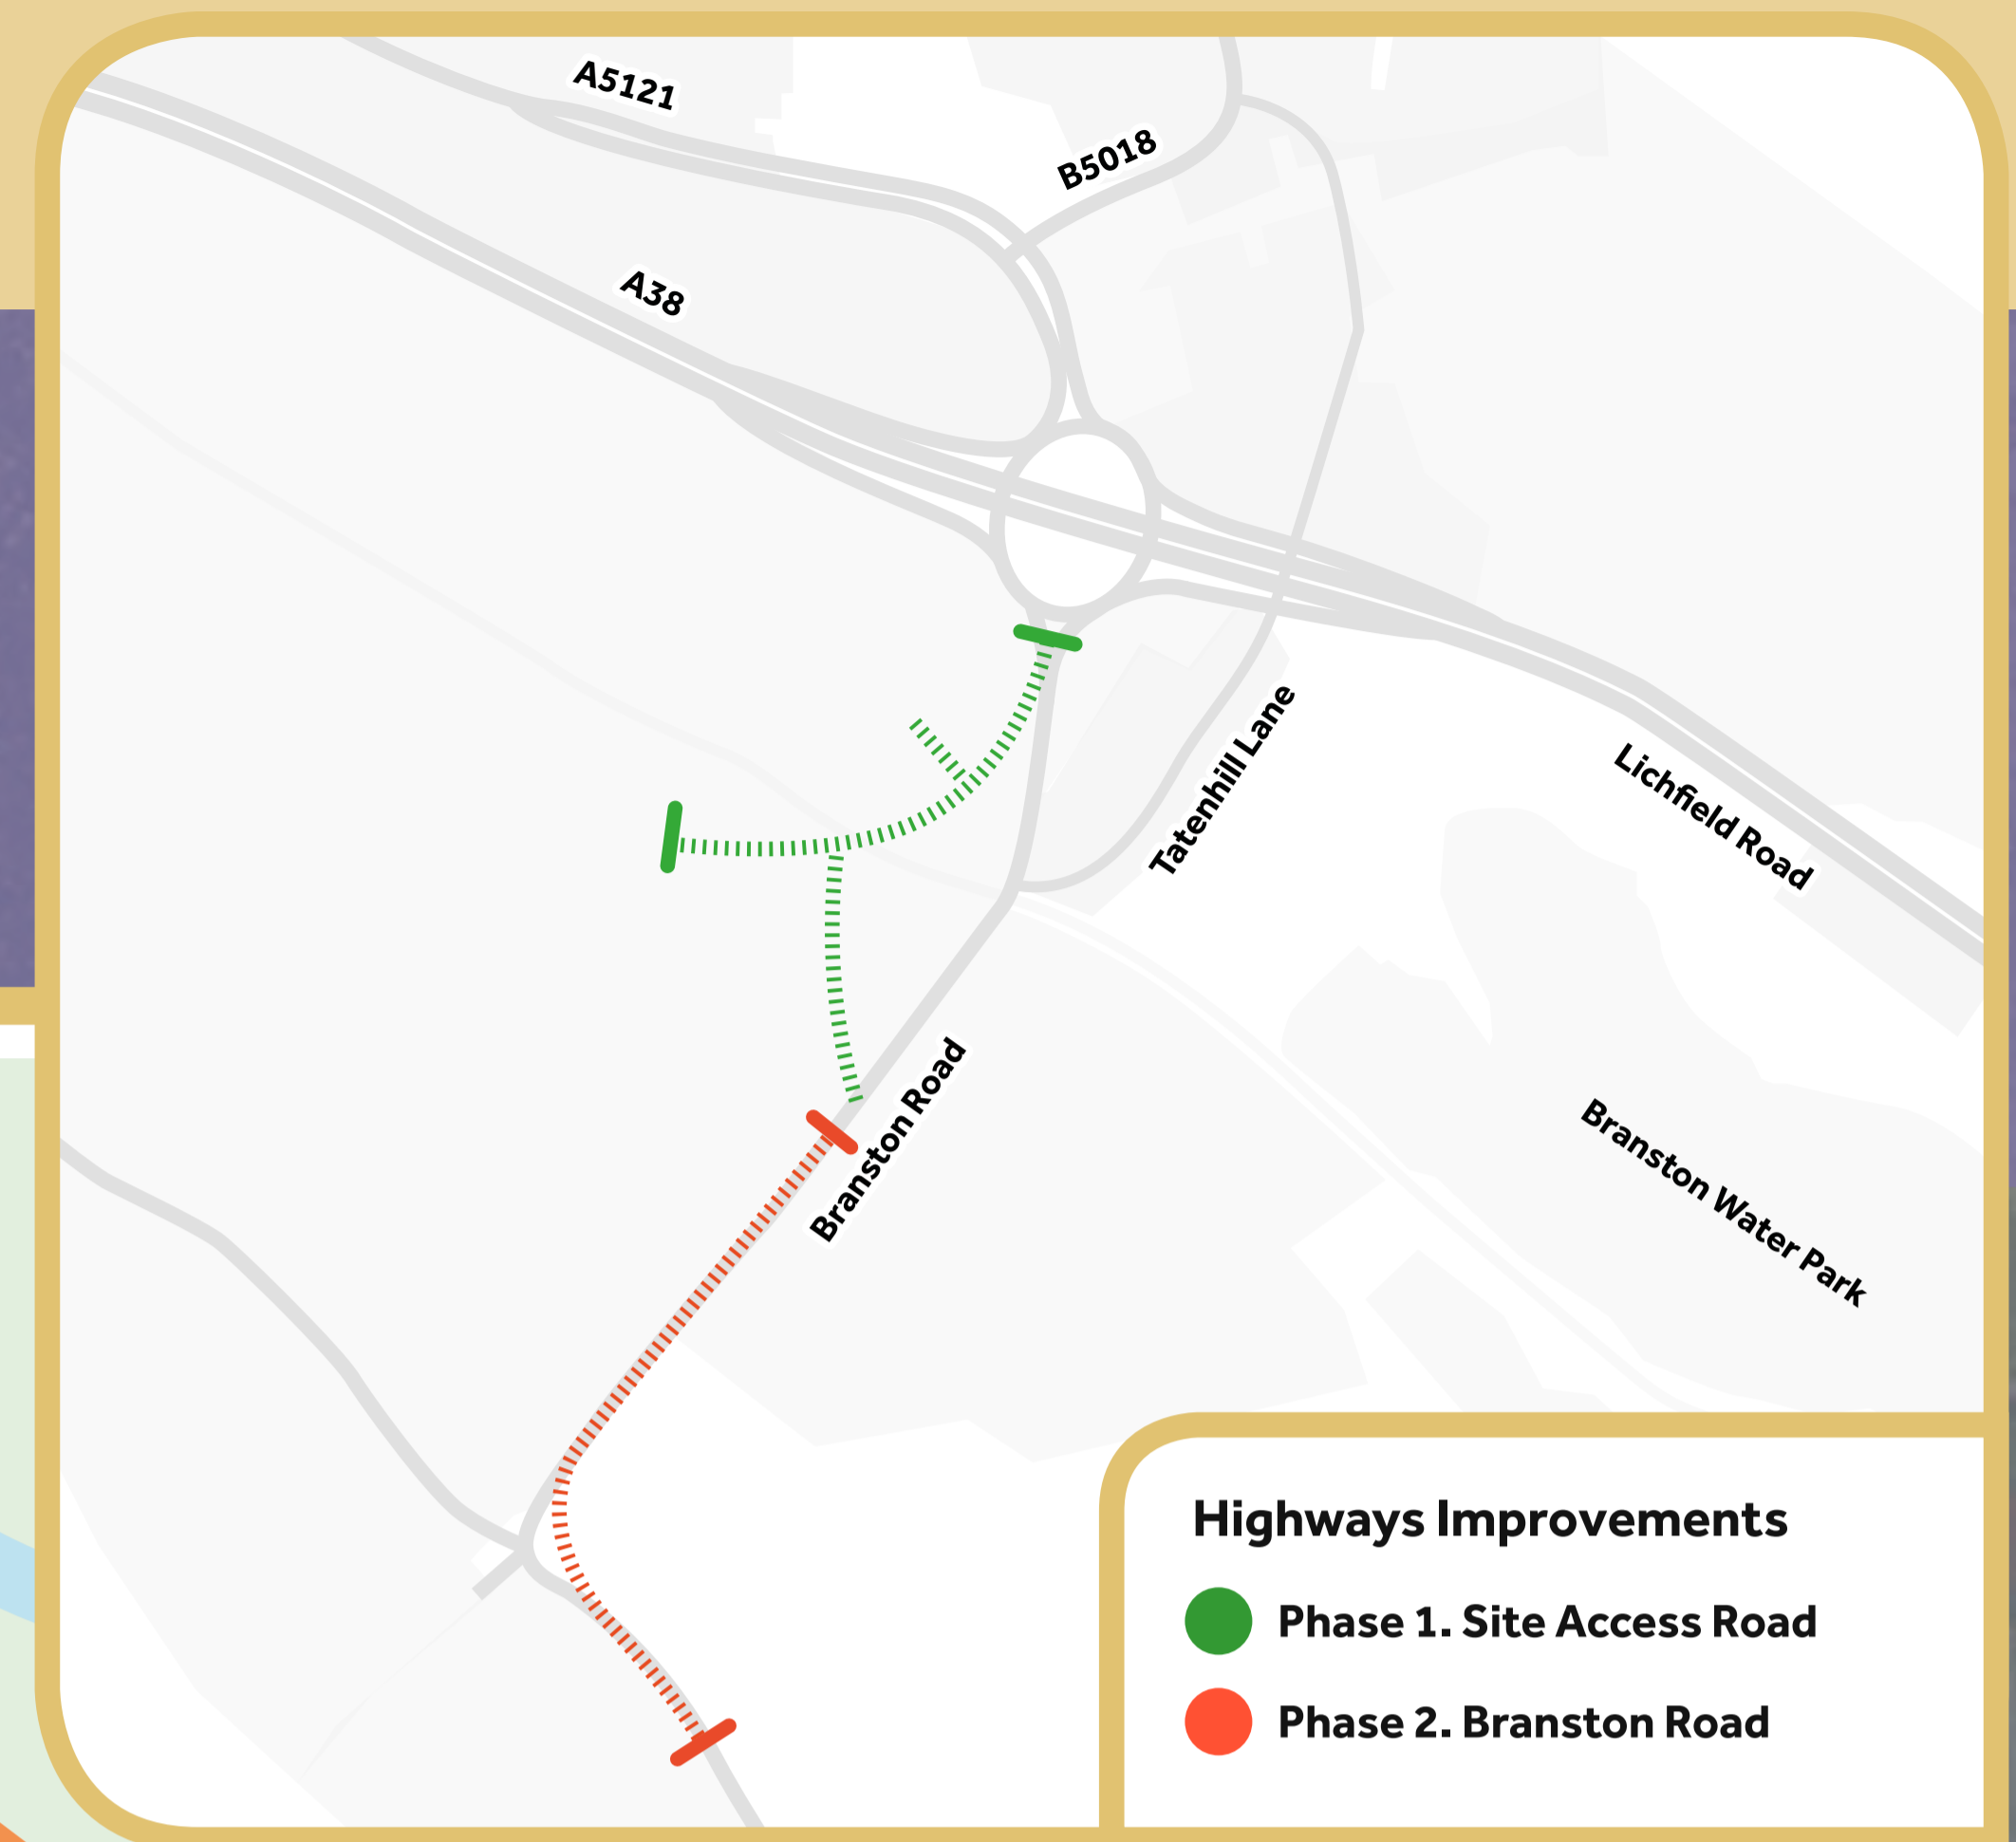 A5121
B5018
A38
Tatenhill Lane
Lichfield Road
Branston Road
Branston Water Park
Highways Improvements
Phase 1. Site Access Road
Phase 2. Branston Road